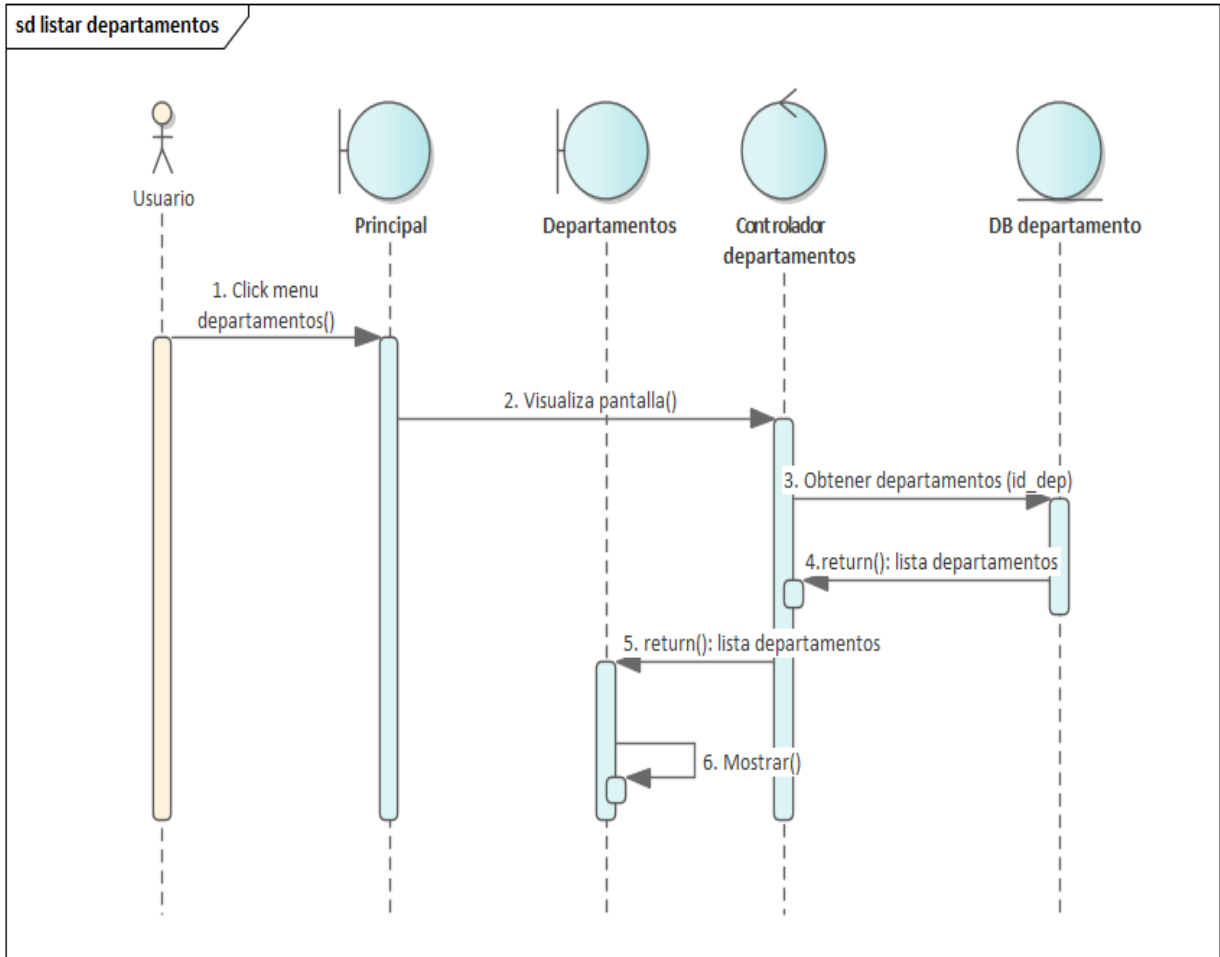 sd listar departamentos
Usuario
Principal
Departamentos
Controlador
departamentos
DB departamento
1. Click menu
departamentos()
2. Visualiza pantalla()
3. Obtener departamentos (id_dep)
4.return(): lista departamentos
5. return(): lista departamentos
6. Mostrar()